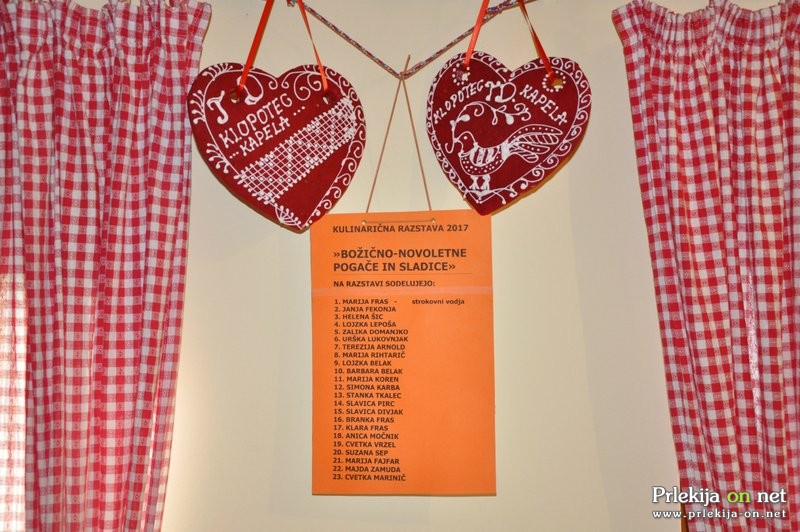 TD
KLOPOTEC
KAPELA
KLOPOTEC TD KAPELA
KULINARIČNA RAZSTAVA 2017
»BOŽIČNO-NOVOLETNE
POGAČE IN SLADICE»
NA RAZSTAVI SODELUJEJO:
1. MARIJA FRAS - strokovni vodja
2. JANJA FEKONJA
3. HELENA ŠIC
4. LOJZKA LEPOŠA
5. ZALIKA DOMANJKO
6. URŠKA LUKOVNJAK
7. TEREZIJA ARNOLD
8. MARIJA RIHTARIČ
9. LOJZKA BELAK
10. BARBARA BELAK
11. MARIJA KOREN
12. SIMONA KARBA
13. STANKA TKALEC
14. SLAVICA PIRC
15. SLAVICA DIVJAK
16. BRANKA FRAS
17. KLARA FRAS
18. ANICA MOČNIK
19. CVETKA VRZEL
20. SUZANA SEP
21. MARIJA FAJFAR
22. MAJDA ZAMUDA
23. CVETKA MARINIČ
Prlekija on net
www.prlekija-on.net